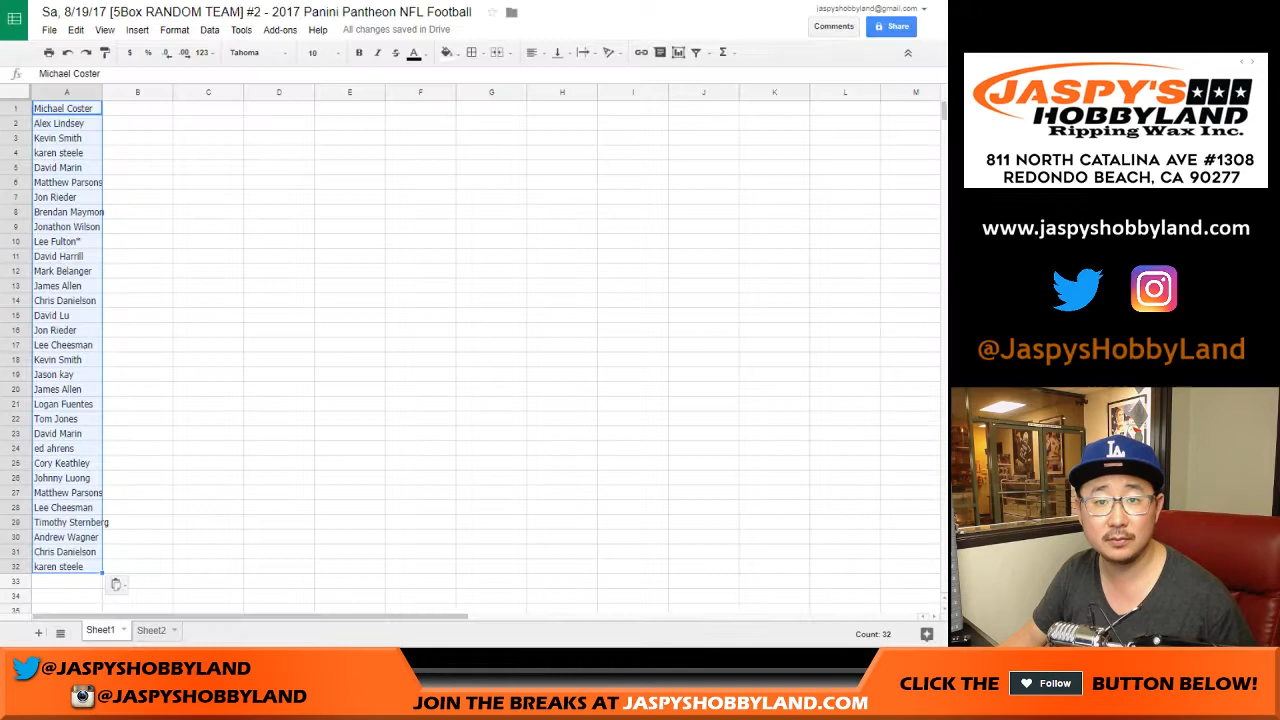 Sa, 8/19/17 [5Box RANDOM TEAM] #2 - 2017 Panini Pantheon NFL Football
jaspyshobbyland@gmail.com
File Edit View Insert Format Data Tools Add-ons Help All changes saved in Drive
Comments
Share
$ % .0 .00 123 Tahoma 10 B I S A
fx Michael Coster
A B C D E F G H I J K L M
1 Michael Coster
2 Alex Lindsey
3 Kevin Smith
4 karen steele
5 David Marin
6 Matthew Parsons
7 Jon Rieder
8 Brendan Maymon
9 Jonathon Wilson
10 Lee Fulton"
11 David Harrill
12 Mark Belanger
13 James Allen
14 Chris Danielson
15 David Lu
16 Jon Rieder
17 Lee Cheesman
18 Kevin Smith
19 Jason kay
20 James Allen
21 Logan Fuentes
22 Tom Jones
23 David Marin
24 ed ahrens
25 Cory Keathley
26 Johnny Luong
27 Matthew Parsons
28 Lee Cheesman
29 Timothy Sternberg
30 Andrew Wagner
31 Chris Danielson
32 karen steele
33
34
35
Sheet1
Sheet2
Count: 32
JASPY'S
HOBBYLAND
Ripping Wax Inc.
811 NORTH CATALINA AVE #1308
REDONDO BEACH, CA 90277
www.jaspyshobbyland.com
@JaspysHobbyLand
LA
@JASPYSHOBBYLAND
@JASPYSHOBBYLAND
JOIN THE BREAKS AT JASPYSHOBBYLAND.COM
CLICK THE Follow BUTTON BELOW!